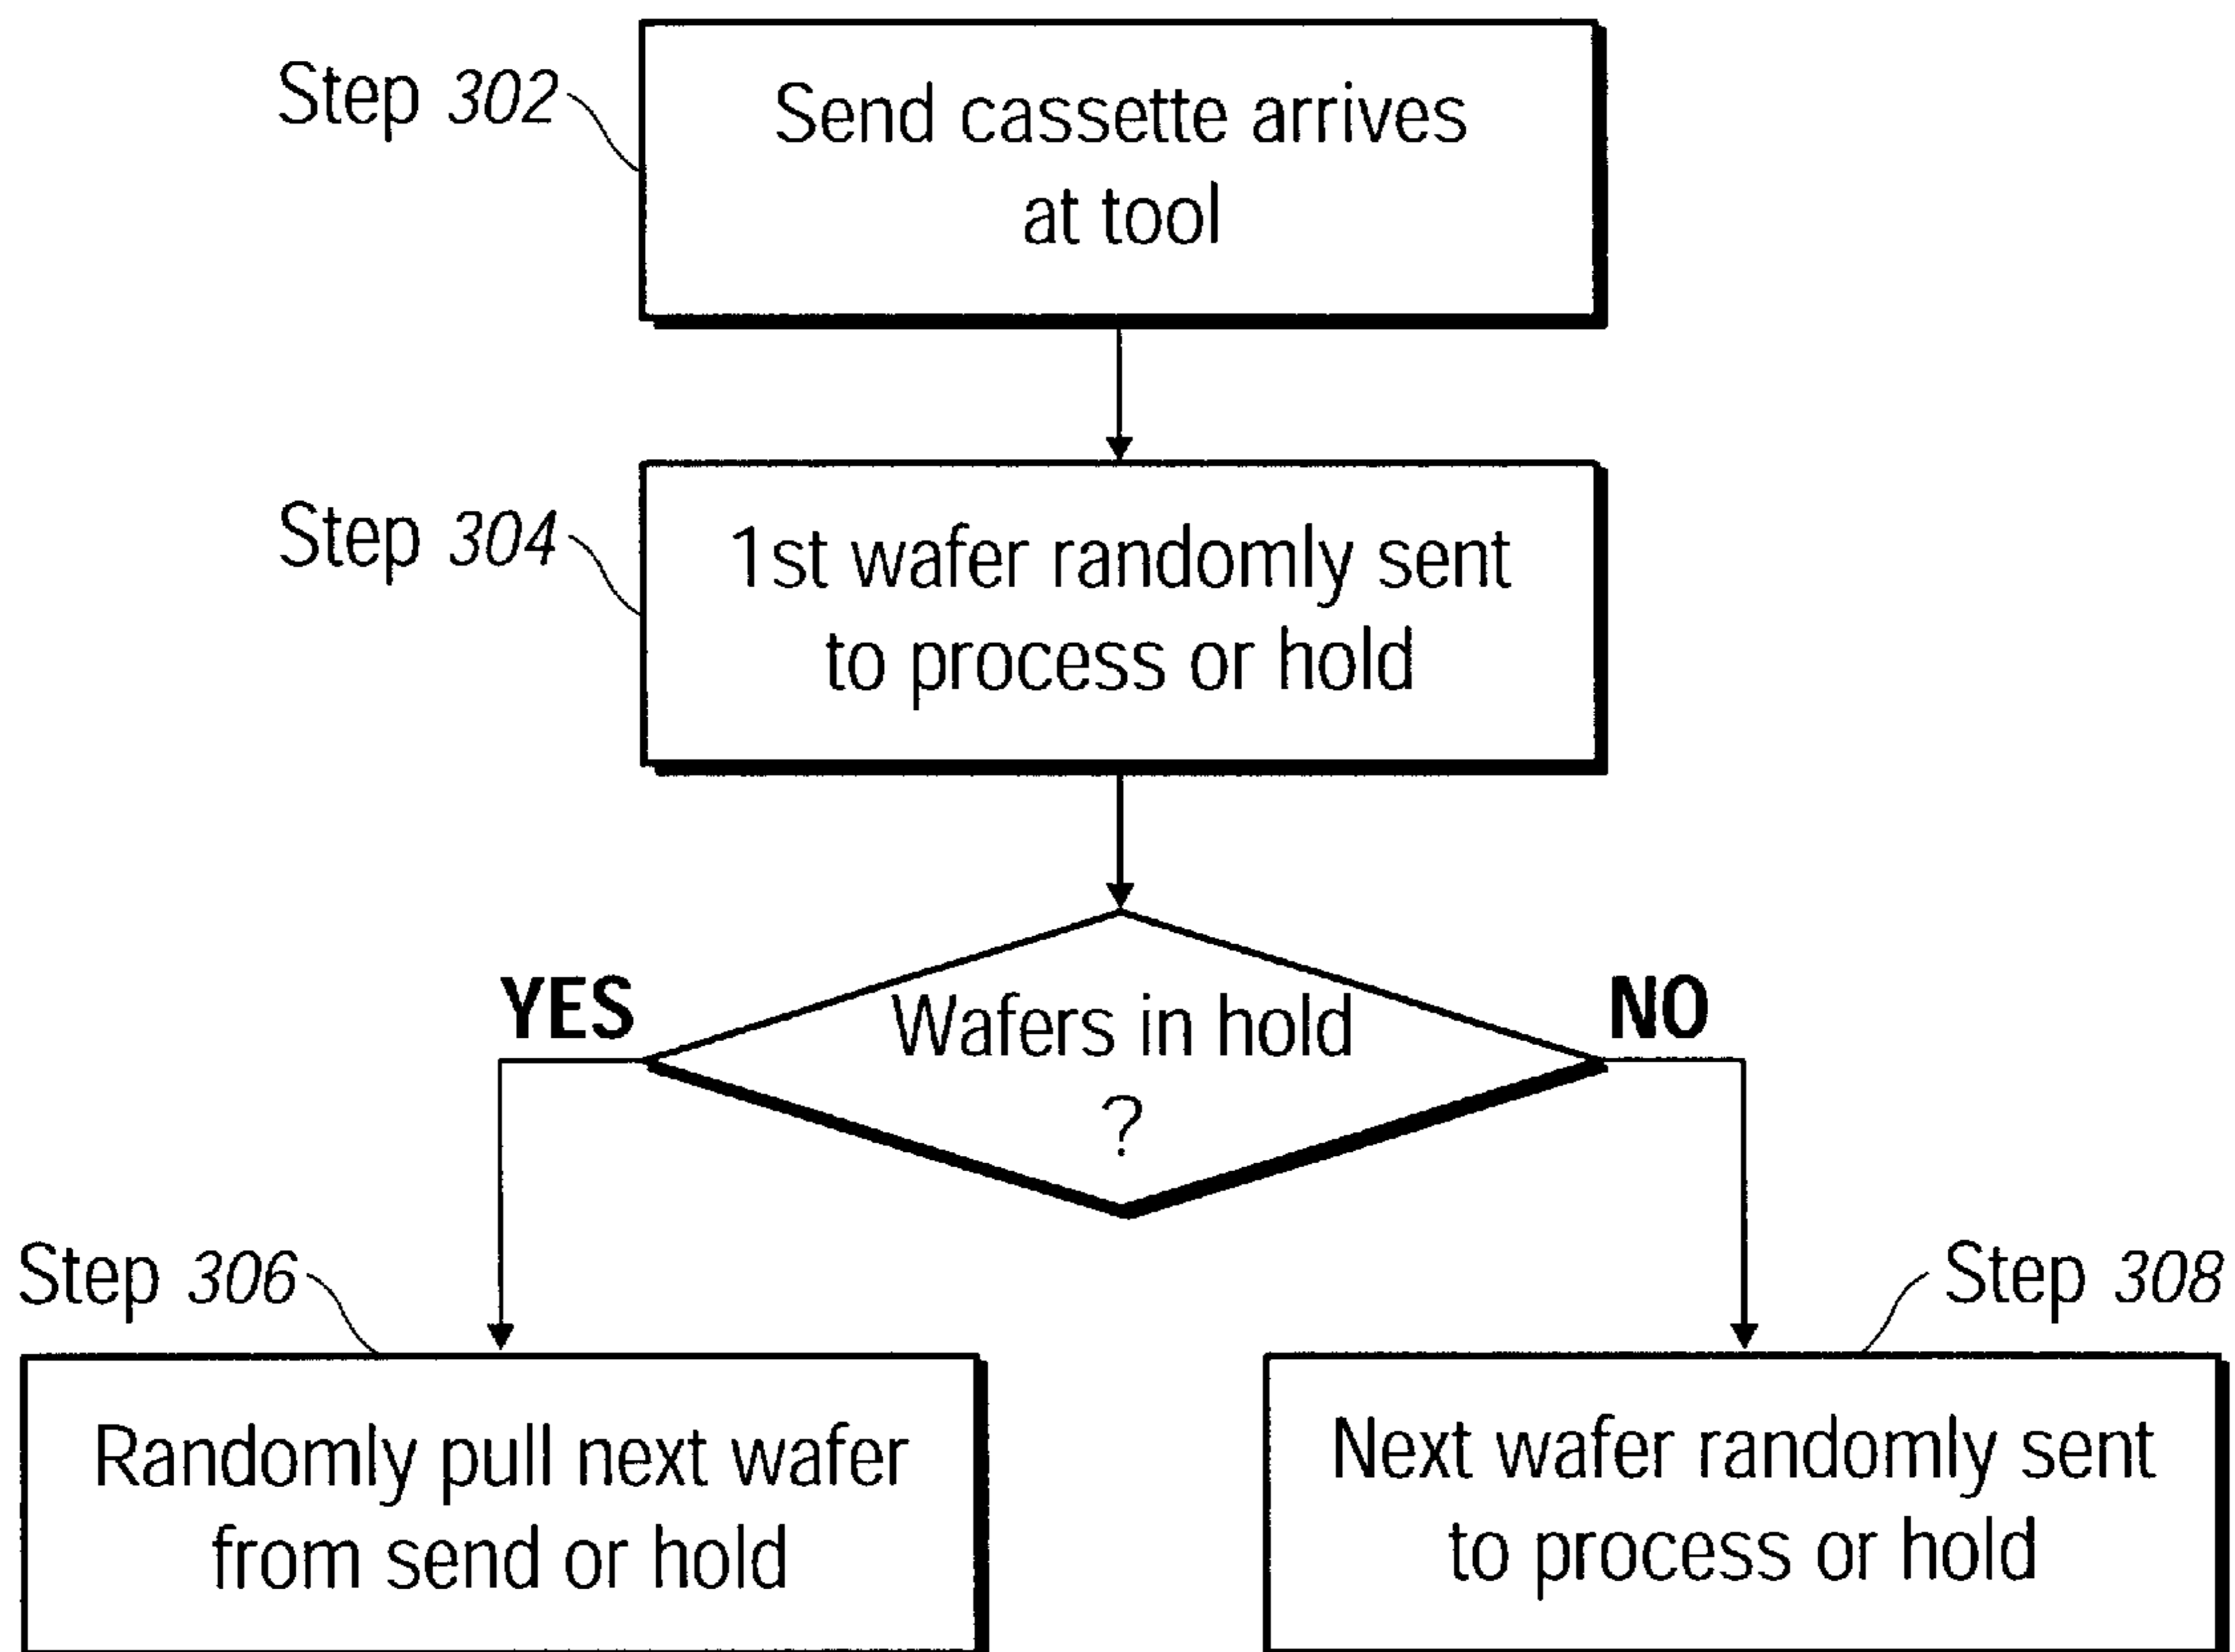 Step 302
Send cassette arrives
at tool
Step 304
1st wafer randomly sent
to process or hold
YES
Wafers in hold
?
NO
Step 306
Randomly pull next wafer
from send or hold
Step 308
Next wafer randomly sent
to process or hold